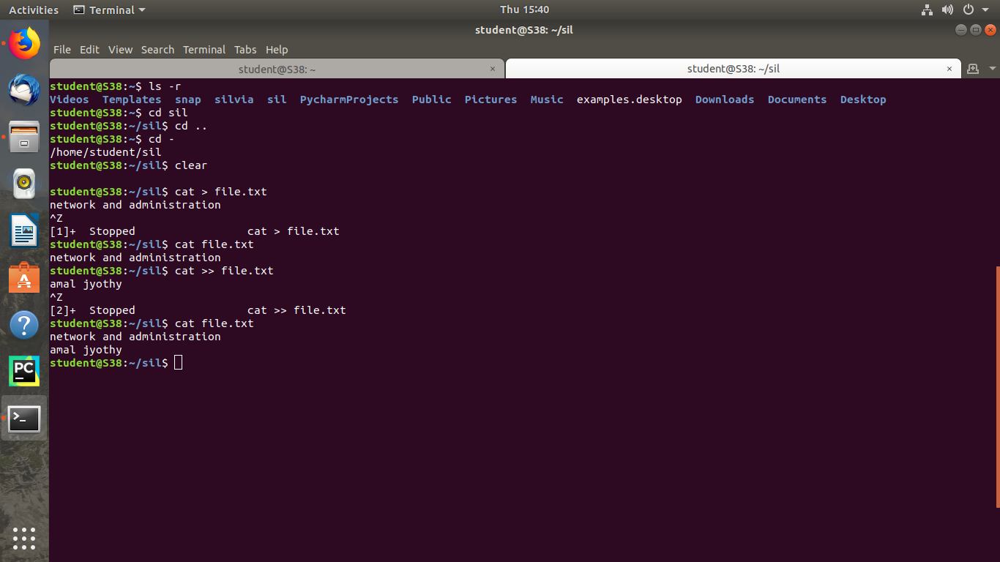 Activities Terminal Thu 15:40
student@S38: ~/sil
File Edit View Search Terminal Tabs Help
student@S38: ~ × student@S38: ~/sil ×
student@S38:~$ ls -r
Videos Templates snap silvia sil PycharmProjects Public Pictures Music examples.desktop Downloads Documents Desktop
student@S38:~$ cd sil
student@S38:~/sil$ cd ..
student@S38:~$ cd -
/home/student/sil
student@S38:~/sil$ clear
student@S38:~/sil$ cat > file.txt
network and administration
^Z
[1]+  Stopped                 cat > file.txt
student@S38:~/sil$ cat file.txt
network and administration
student@S38:~/sil$ cat >> file.txt
amal jyothy
^Z
[2]+  Stopped                 cat >> file.txt
student@S38:~/sil$ cat file.txt
network and administration
amal jyothy
student@S38:~/sil$
PC